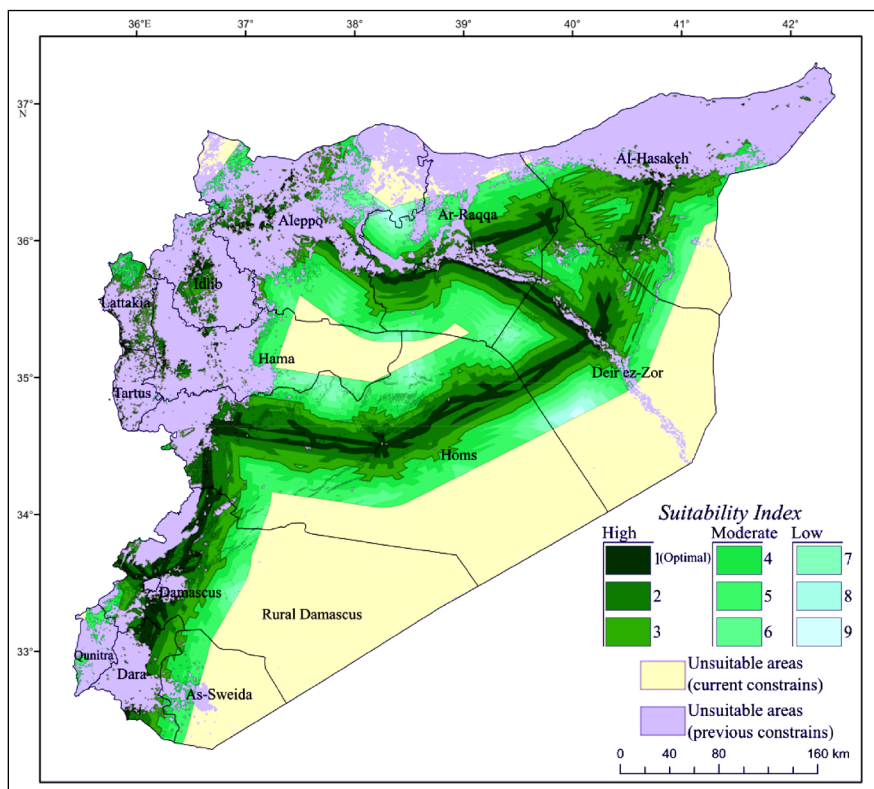 36°E 37° 38° 39° 40° 41° 42°
37°
N
Al-Hasakeh
Aleppo
Ar-Raqqa
36°
Idlib
Lattakia
Hama
35°
Deir ez-Zor
Tartus
Homs
34°
Suitability Index
High Moderate Low
1(Optimal) 4 7
2 5 8
3 6 9
Damascus
Rural Damascus
33°
Qunitra
Dara
As-Sweida
Unsuitable areas
(current constrains)
Unsuitable areas
(previous constrains)
0 40 80 160 km